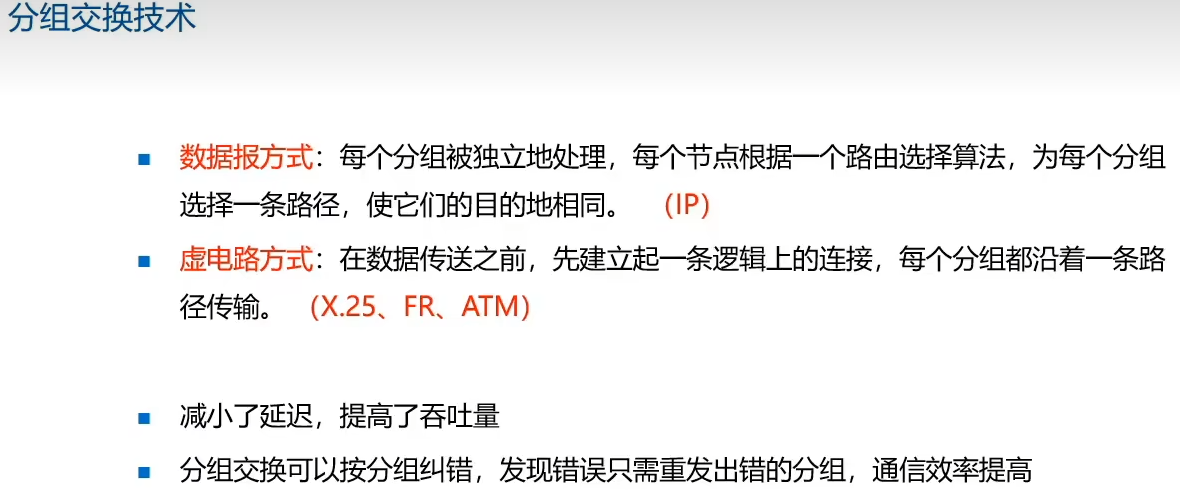 分组交换技术
■ 数据报方式：每个分组被独立地处理，每个节点根据一个路由选择算法，为每个分组
选择一条路径，使它们的目的地相同。 （IP）
■ 虚电路方式：在数据传送之前，先建立起一条逻辑上的连接，每个分组都沿着一条路
径传输。 （X.25、FR、ATM）
■ 减小了延迟，提高了吞吐量
■ 分组交换可以按分组纠错，发现错误只需重发出错的分组，通信效率提高